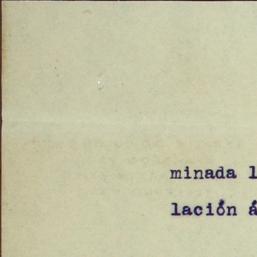 minada l
lación á